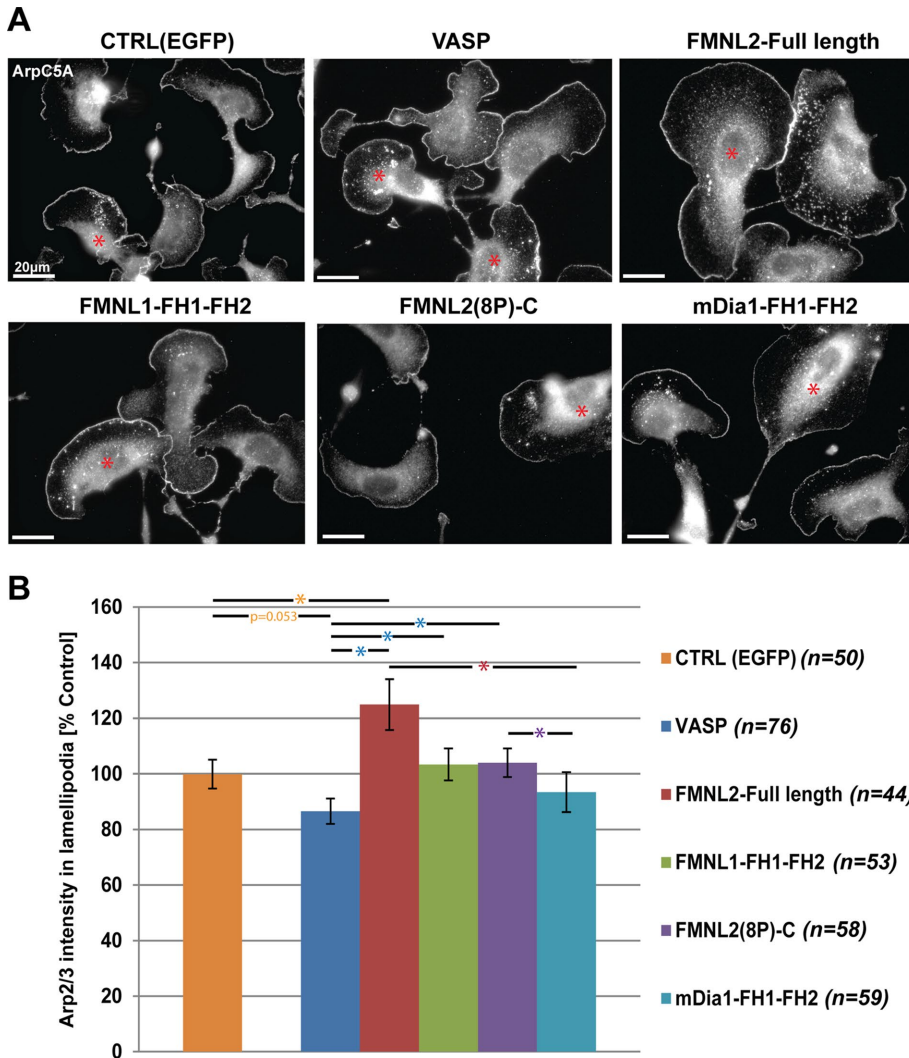 A
CTRL(EGFP) VASP FMNL2-Full length
ArpC5A
20µm
FMNL1-FH1-FH2 FMNL2(8P)-C mDia1-FH1-FH2
B
Arp2/3 intensity in lamellipodia [% Control]
160
140
120
100
80
60
40
20
0
*
p=0.053
*
*
*
*
*
CTRL (EGFP) (n=50)
VASP (n=76)
FMNL2-Full length (n=44)
FMNL1-FH1-FH2 (n=53)
FMNL2(8P)-C (n=58)
mDia1-FH1-FH2 (n=59)